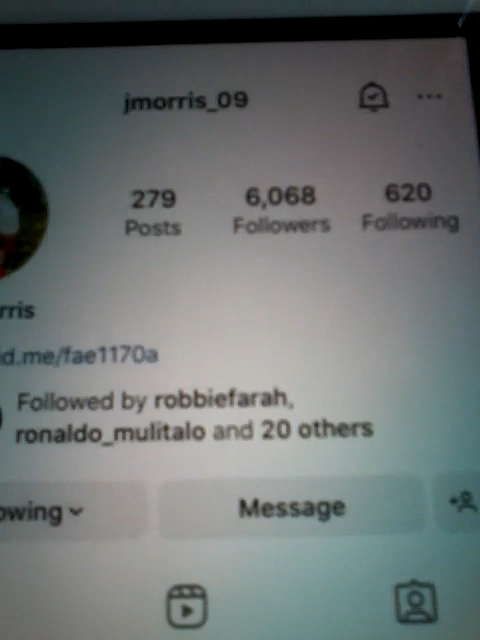 jmorris_09
279 6,068 620
Posts Followers Following
rris
d.me/fae1170a
Followed by robbiefarah,
ronaldo_mulitalo and 20 others
owing Message